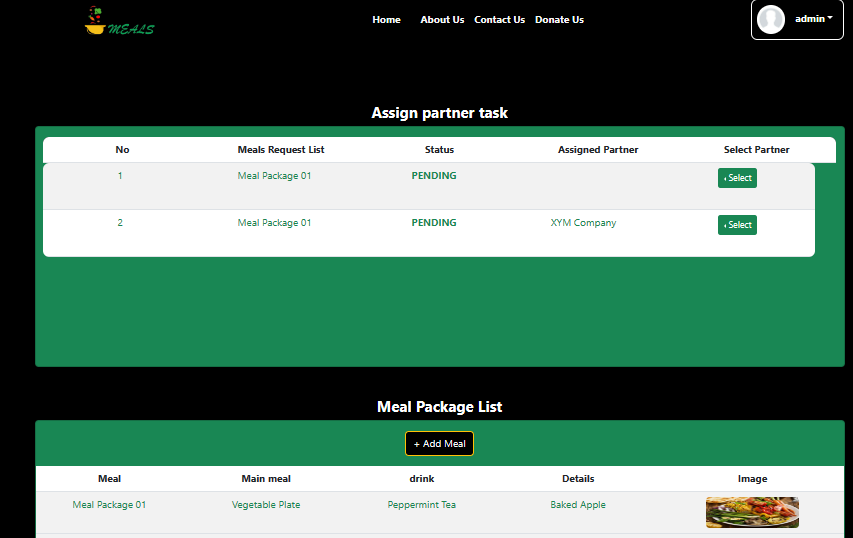 MEALS Home About Us Contact Us Donate Us admin
Assign partner task
No Meals Request List Status Assigned Partner Select Partner
1 Meal Package 01 PENDING Select
2 Meal Package 01 PENDING XYM Company Select
Meal Package List
+ Add Meal
Meal Main meal drink Details Image
Meal Package 01 Vegetable Plate Peppermint Tea Baked Apple